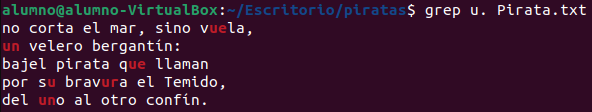 alumno@alumno-VirtualBox:~/Escritorio/piratas$ grep u. Pirata.txt
no corta el mar, sino vuela,
un velero bergantín:
bajel pirata que llaman
por su bravura el Temido,
del uno al otro confín.